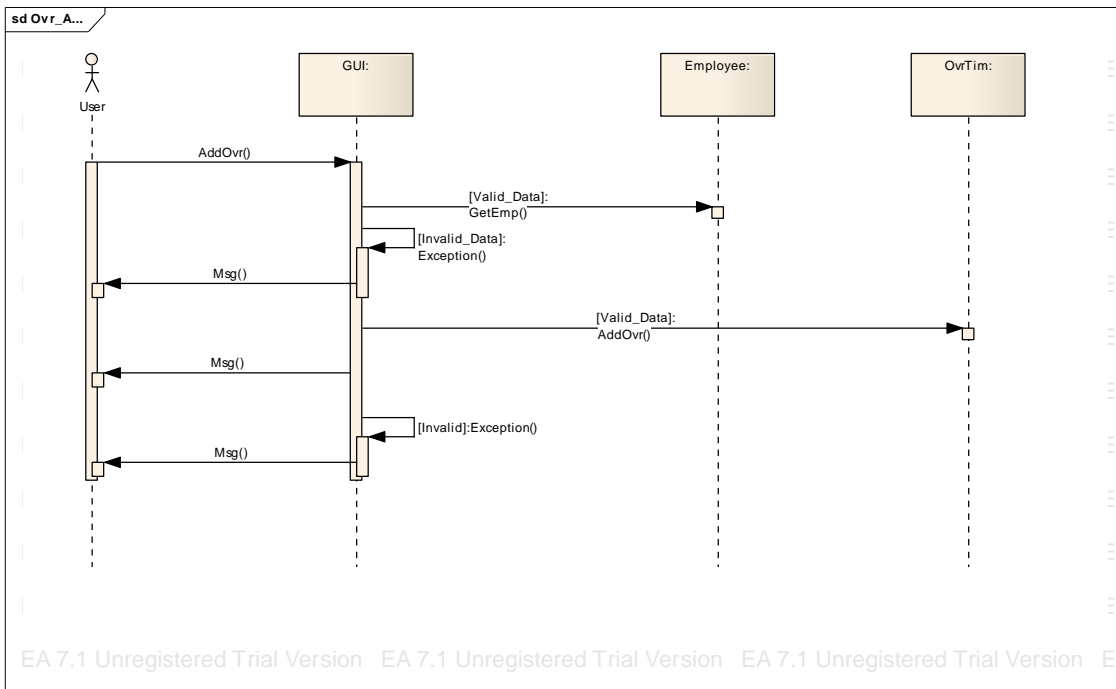 sd Ovr_A...
GUI:
Employee:
OvrTim:
User
AddOvr()
[Valid_Data]:
GetEmp()
[Invalid_Data]:
Exception()
Msg()
[Valid_Data]:
AddOvr()
Msg()
[Invalid]:Exception()
Msg()
EA 7.1 Unregistered Trial Version EA 7.1 Unregistered Trial Version EA 7.1 Unregistered Trial Version E